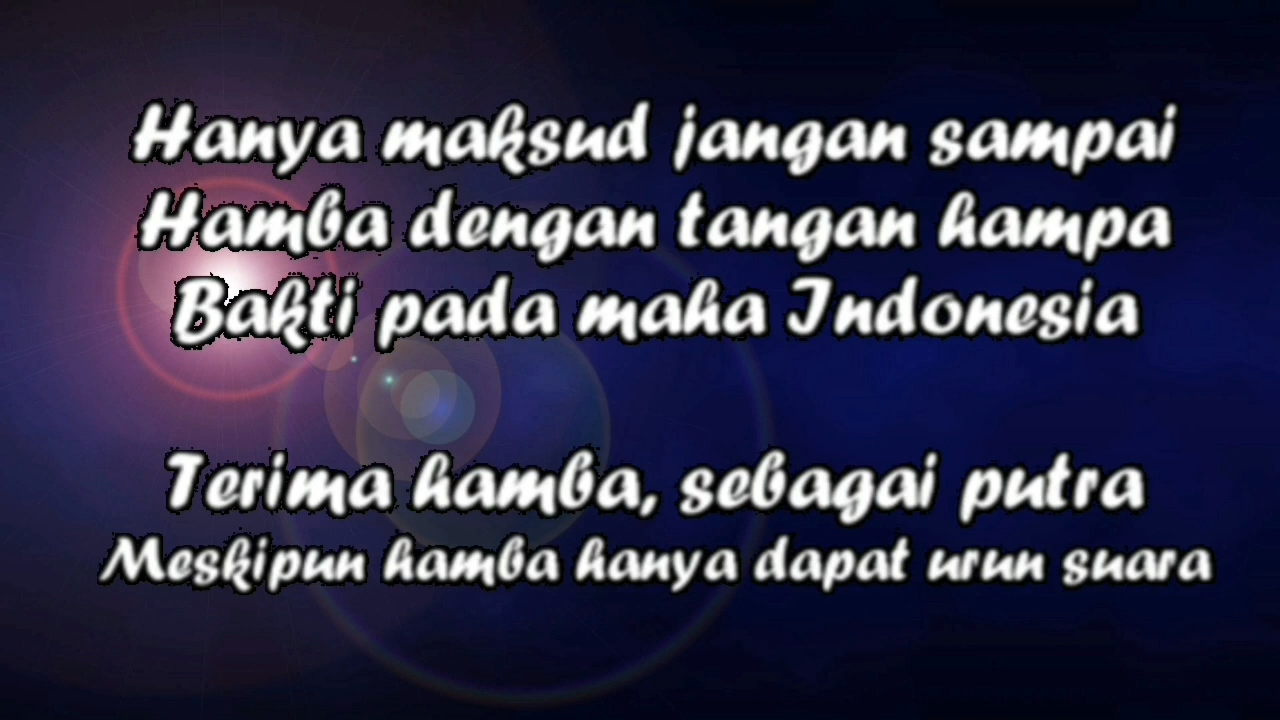 Hanya maksud jangan sampai
Hamba dengan tangan hampa
Bakti pada maha Indonesia
Terima hamba, sebagai putra
Meskipun hamba hanya dapat urun suara